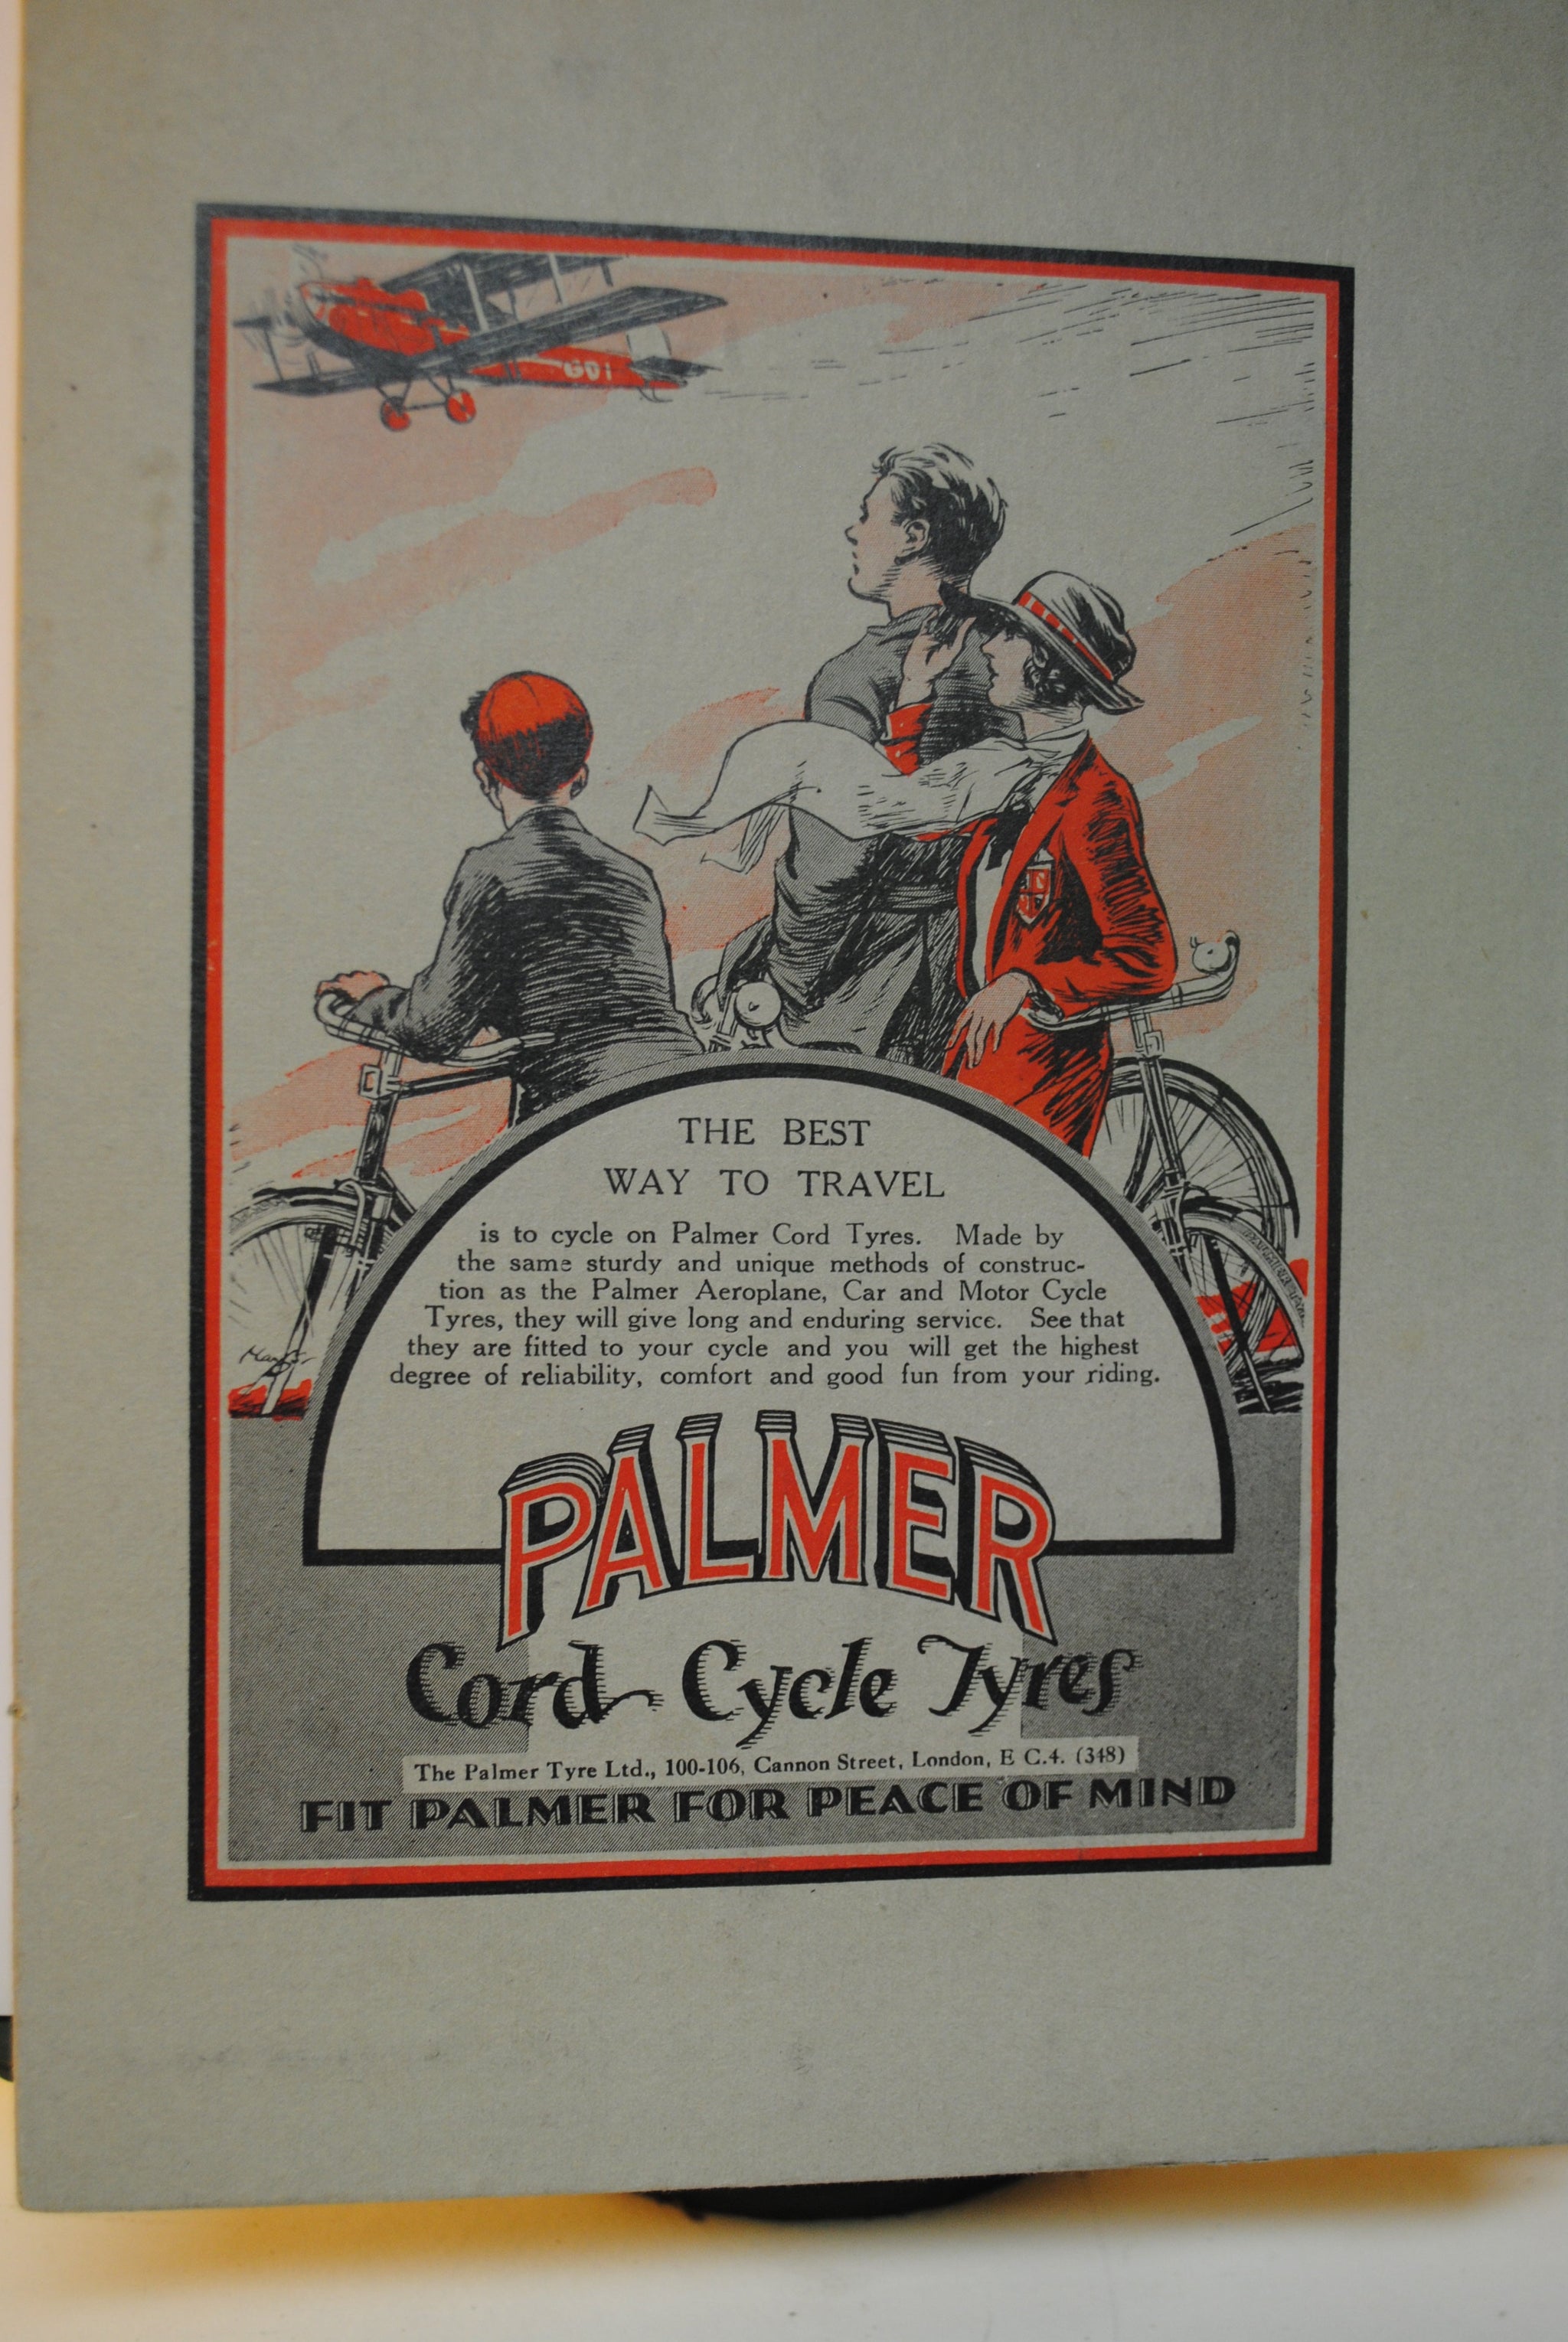 THE BEST
WAY TO TRAVEL
is to cycle on Palmer Cord Tyres. Made by
the same sturdy and unique methods of construc-
tion as the Palmer Aeroplane, Car and Motor Cycle
Tyres, they will give long and enduring service. See that
they are fitted to your cycle and you will get the highest
degree of reliability, comfort and good fun from your riding.
PALMER
Cord Cycle Tyres
The Palmer Tyre Ltd., 100-106, Cannon Street, London, E C.4. (348)
FIT PALMER FOR PEACE OF MIND